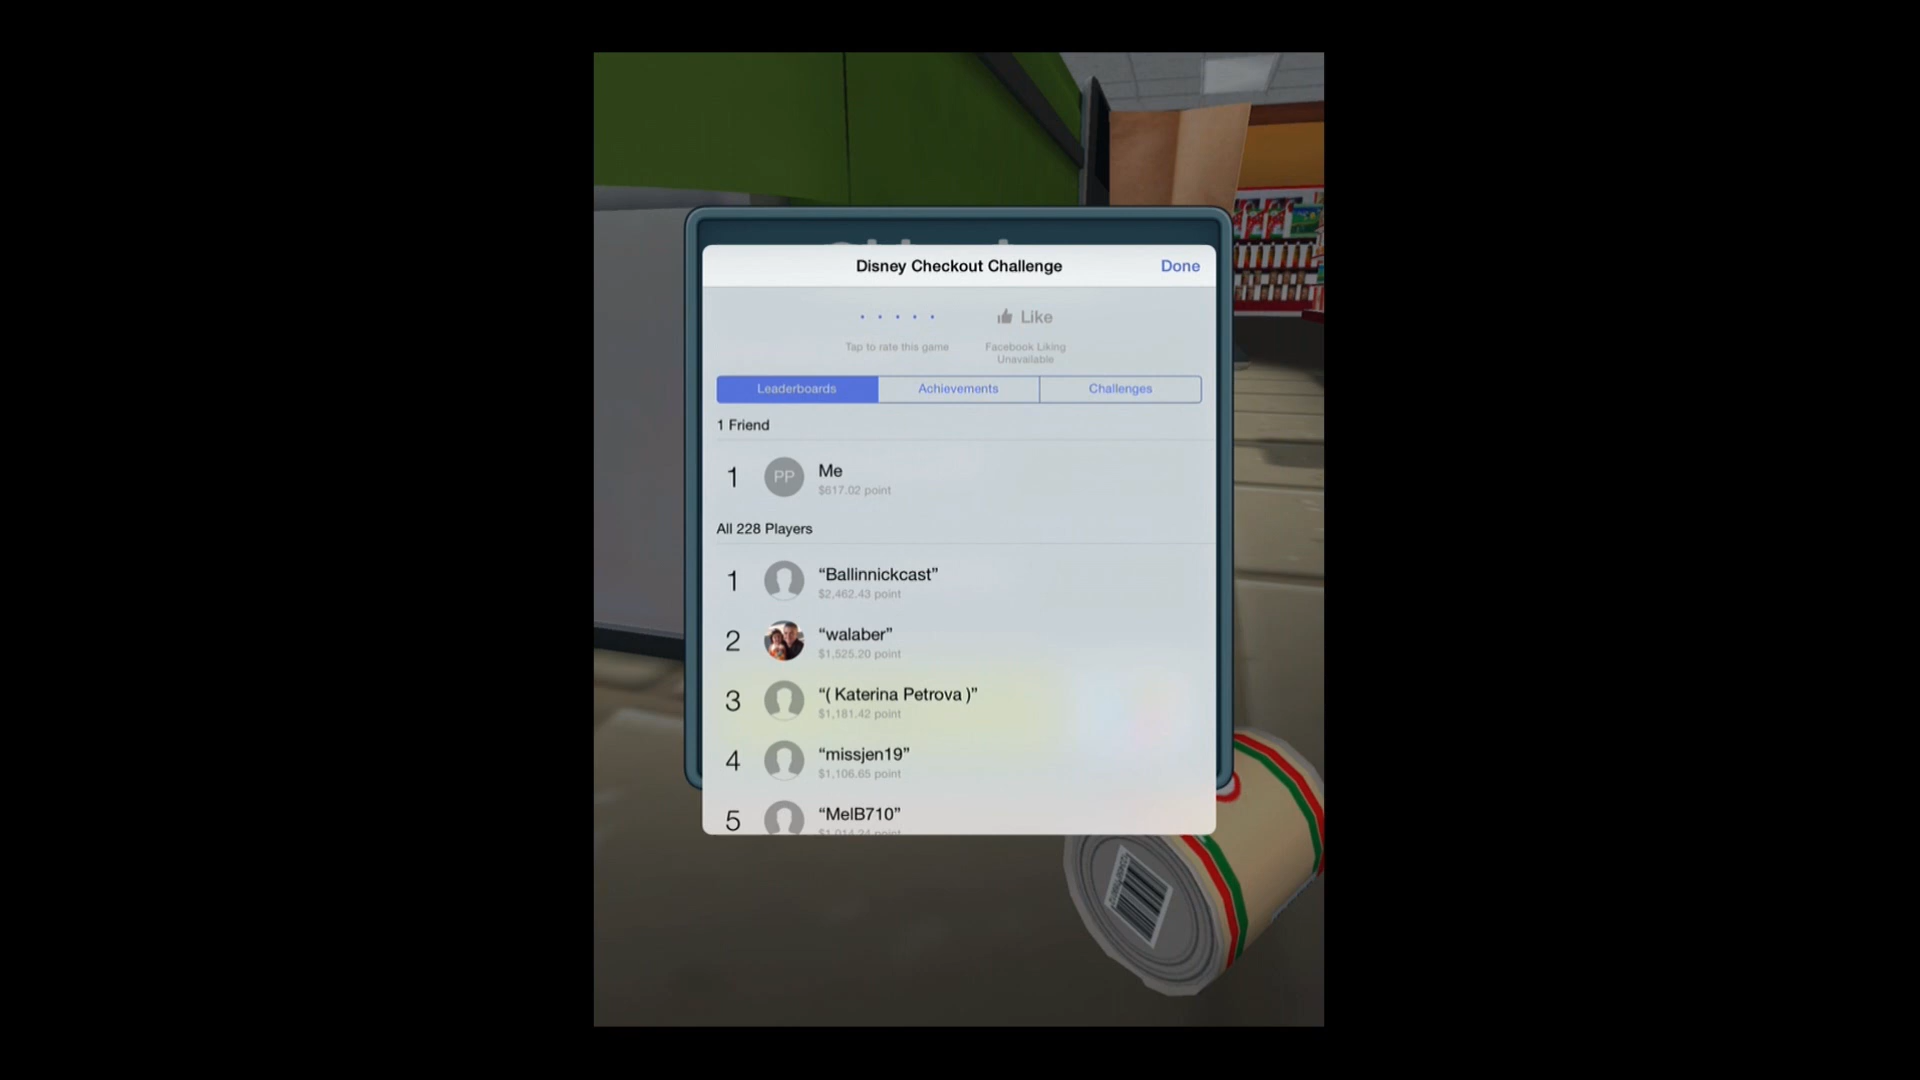 Disney Checkout Challenge
Done
Like
Tap to rate this game
Facebook Liking
Unavailable
Leaderboards
Achievements
Challenges
1 Friend
1
PP
Me
$617.02 point
All 228 Players
1
“Ballinnickcast”
$2,462.43 point
2
“walaber”
$1,525.20 point
3
“( Katerina Petrova )”
$1,181.42 point
4
“missjen19”
$1,106.65 point
5
“MelB710”